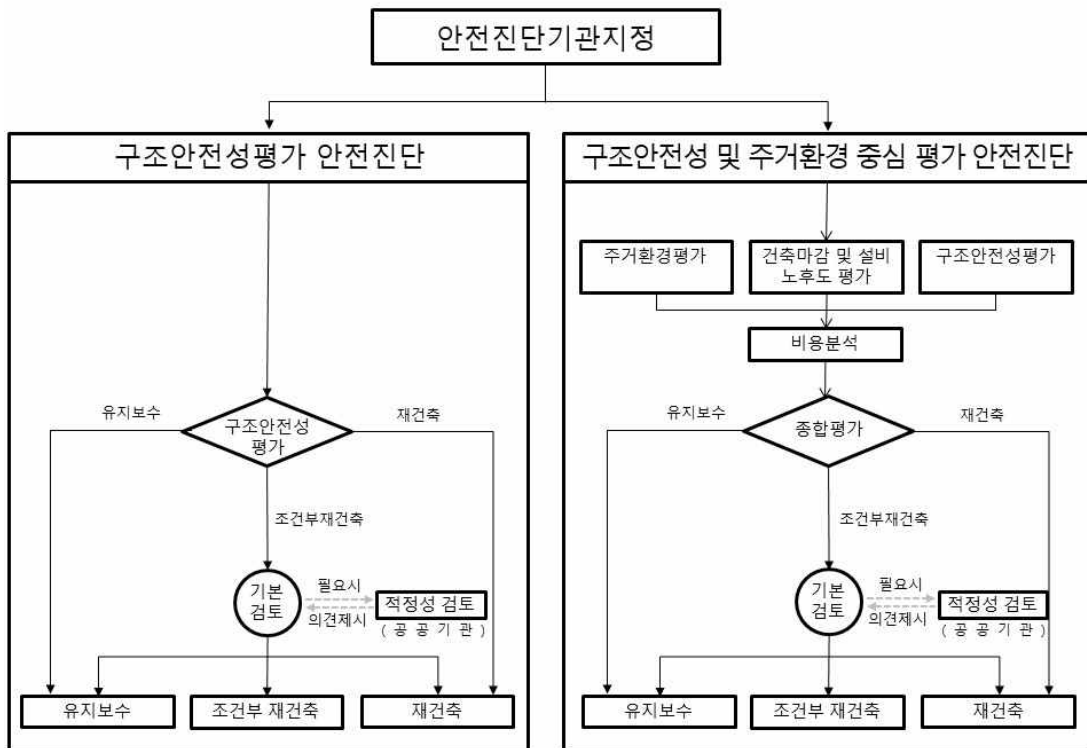 안전진단기관지정
구조안전성평가 안전진단
유지보수
구조안전성
평가
재건축
조건부재건축
기본
검토
필요시
의견제시
적정성 검토
( 공 공 기 관 )
유지보수
조건부 재건축
재건축
구조안전성 및 주거환경 중심 평가 안전진단
주거환경평가
건축마감 및 설비
노후도 평가
구조안전성평가
비용분석
유지보수
종합평가
재건축
조건부재건축
기본
검토
필요시
의견제시
적정성 검토
( 공 공 기 관 )
유지보수
조건부 재건축
재건축